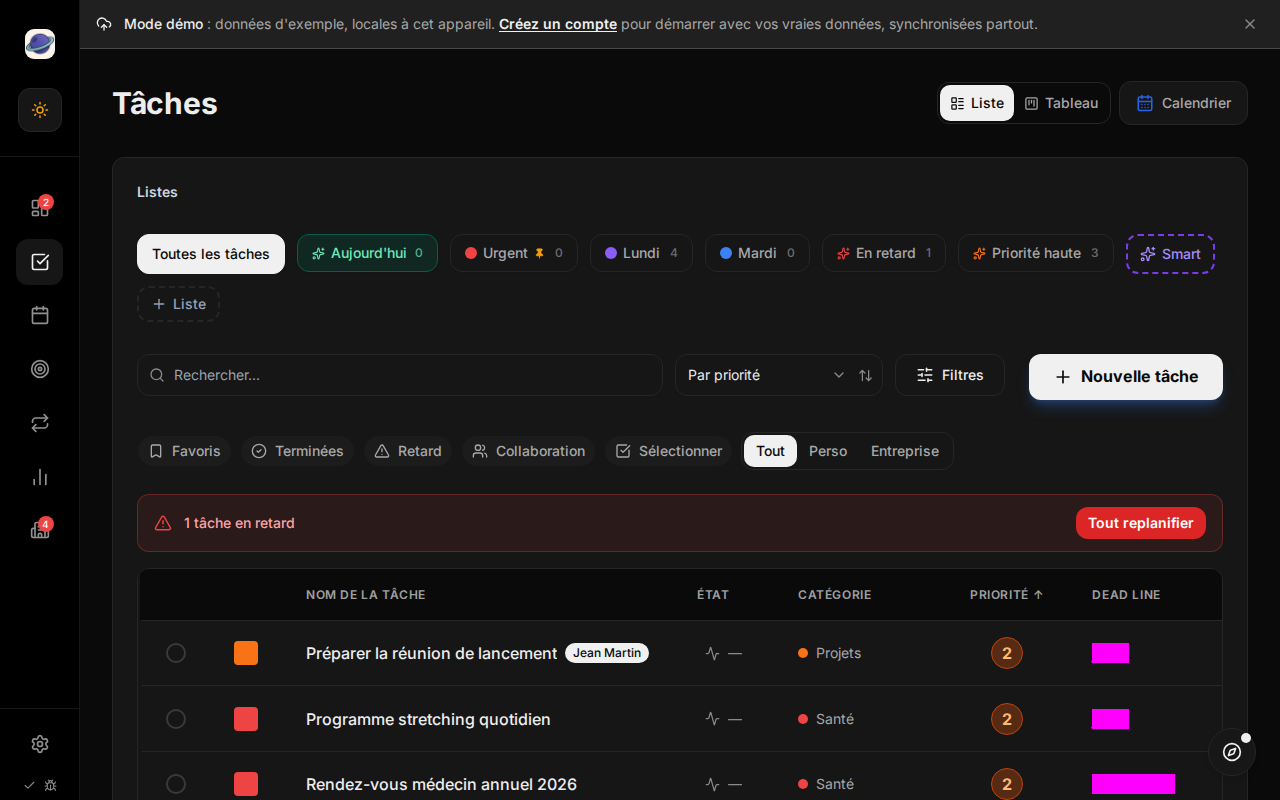 Mode démo : données d'exemple, locales à cet appareil. Créez un compte pour démarrer avec vos vraies données, synchronisées partout.
Tâches
Liste
Tableau
Calendrier
2
4
Listes
Toutes les tâches
Aujourd'hui 0
Urgent 0
Lundi 4
Mardi 0
En retard 1
Priorité haute 3
Smart
Liste
Rechercher...
Par priorité
Filtres
Nouvelle tâche
Favoris
Terminées
Retard
Collaboration
Sélectionner
Tout
Perso
Entreprise
1 tâche en retard
Tout replanifier
NOM DE LA TÂCHE
ÉTAT
CATÉGORIE
PRIORITÉ ↑
DEAD LINE
Préparer la réunion de lancement Jean Martin — Projets 2
Programme stretching quotidien — Santé 2
Rendez-vous médecin annuel 2026 — Santé 2